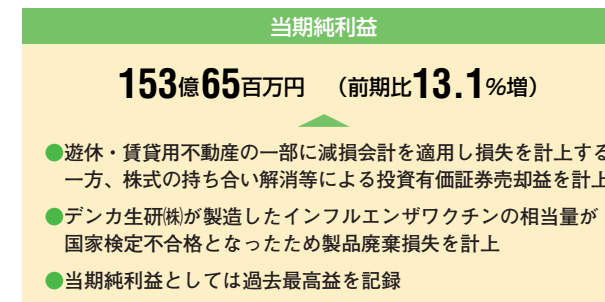 当期純利益
153億65百万円 （前期比13.1%増）
●遊休・賃貸用不動産の一部に減損会計を適用し損失を計上する
一方、株式の持ち合い解消等による投資有価証券売却益を計上
●デンカ生研㈱が製造したインフルエンザワクチンの相当量が
国家検定不合格となったため製品廃棄損失を計上
●当期純利益としては過去最高益を記録